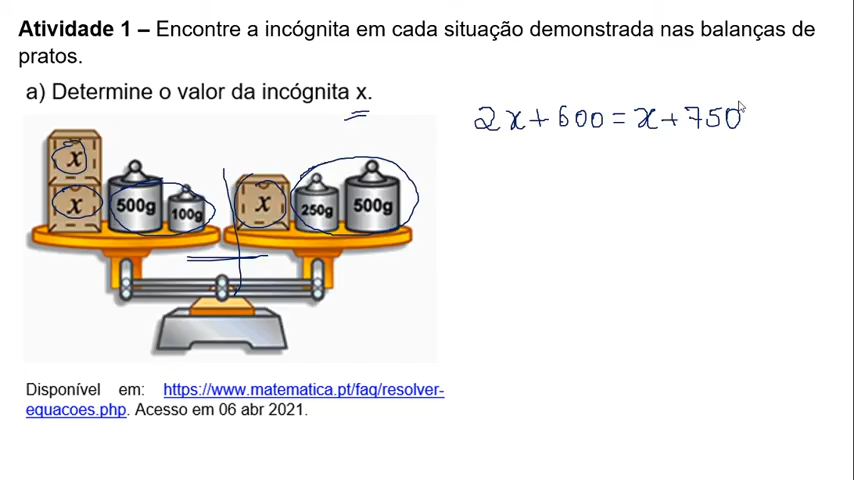 Atividade 1 – Encontre a incógnita em cada situação demonstrada nas balanças de
pratos.
a) Determine o valor da incógnita x.
2x+600=x+750
x
x
500g
100g
x
250g
500g
Disponível em: https://www.matematica.pt/faq/resolver-
equacoes.php. Acesso em 06 abr 2021.